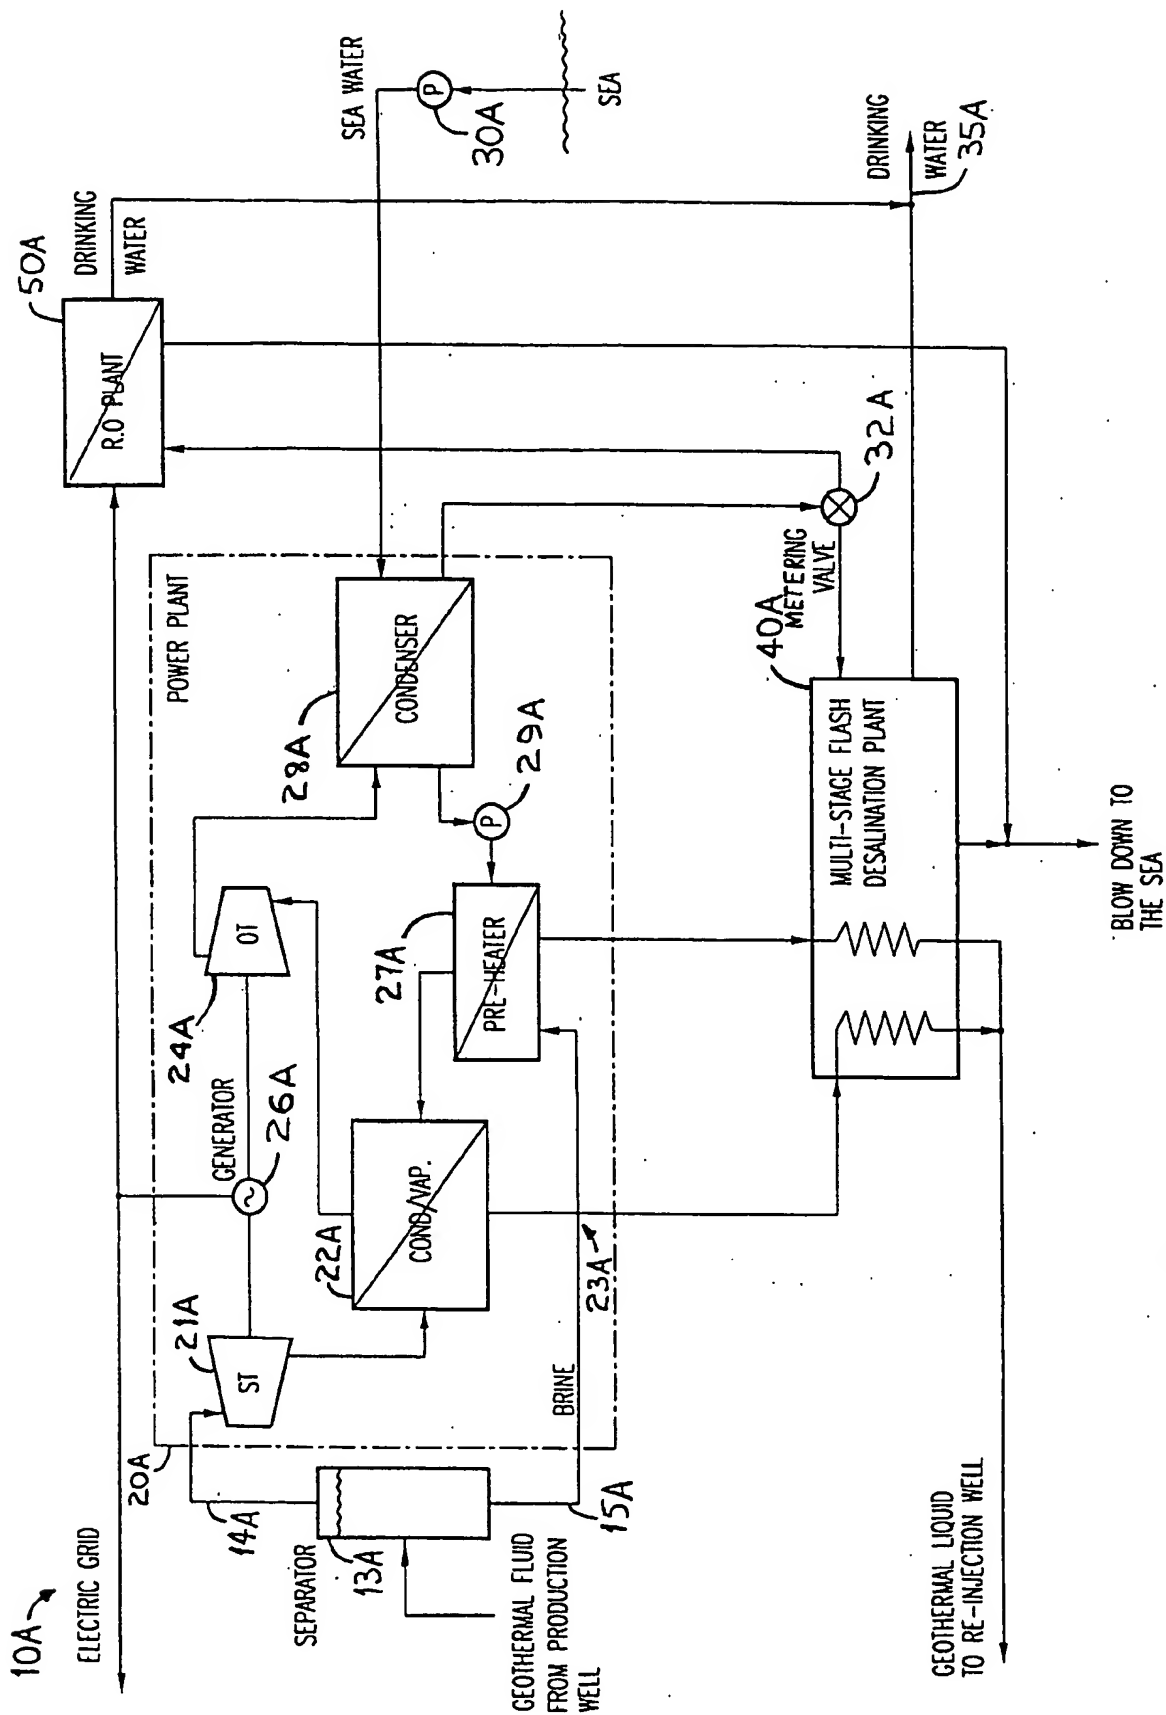 10A
ELECTRIC GRID
50A
R.O PLANT
DRINKING
WATER
SEA WATER
P
30A
SEA
20A
POWER PLANT
14A
SEPARATOR
13A
GEOTHERMAL FLUID
FROM PRODUCTION
WELL
15A
BRINE
21A
ST
GENERATOR
26A
24A
OT
22A
COND/VAP.
23A
27A
PRE-HEATER
28A
CONDENSER
P
29A
32A
METERING
VALVE
40A
MULTI-STAGE FLASH
DESALINATION PLANT
DRINKING
WATER
35A
BLOW DOWN TO
THE SEA
GEOTHERMAL LIQUID
TO RE-INJECTION WELL